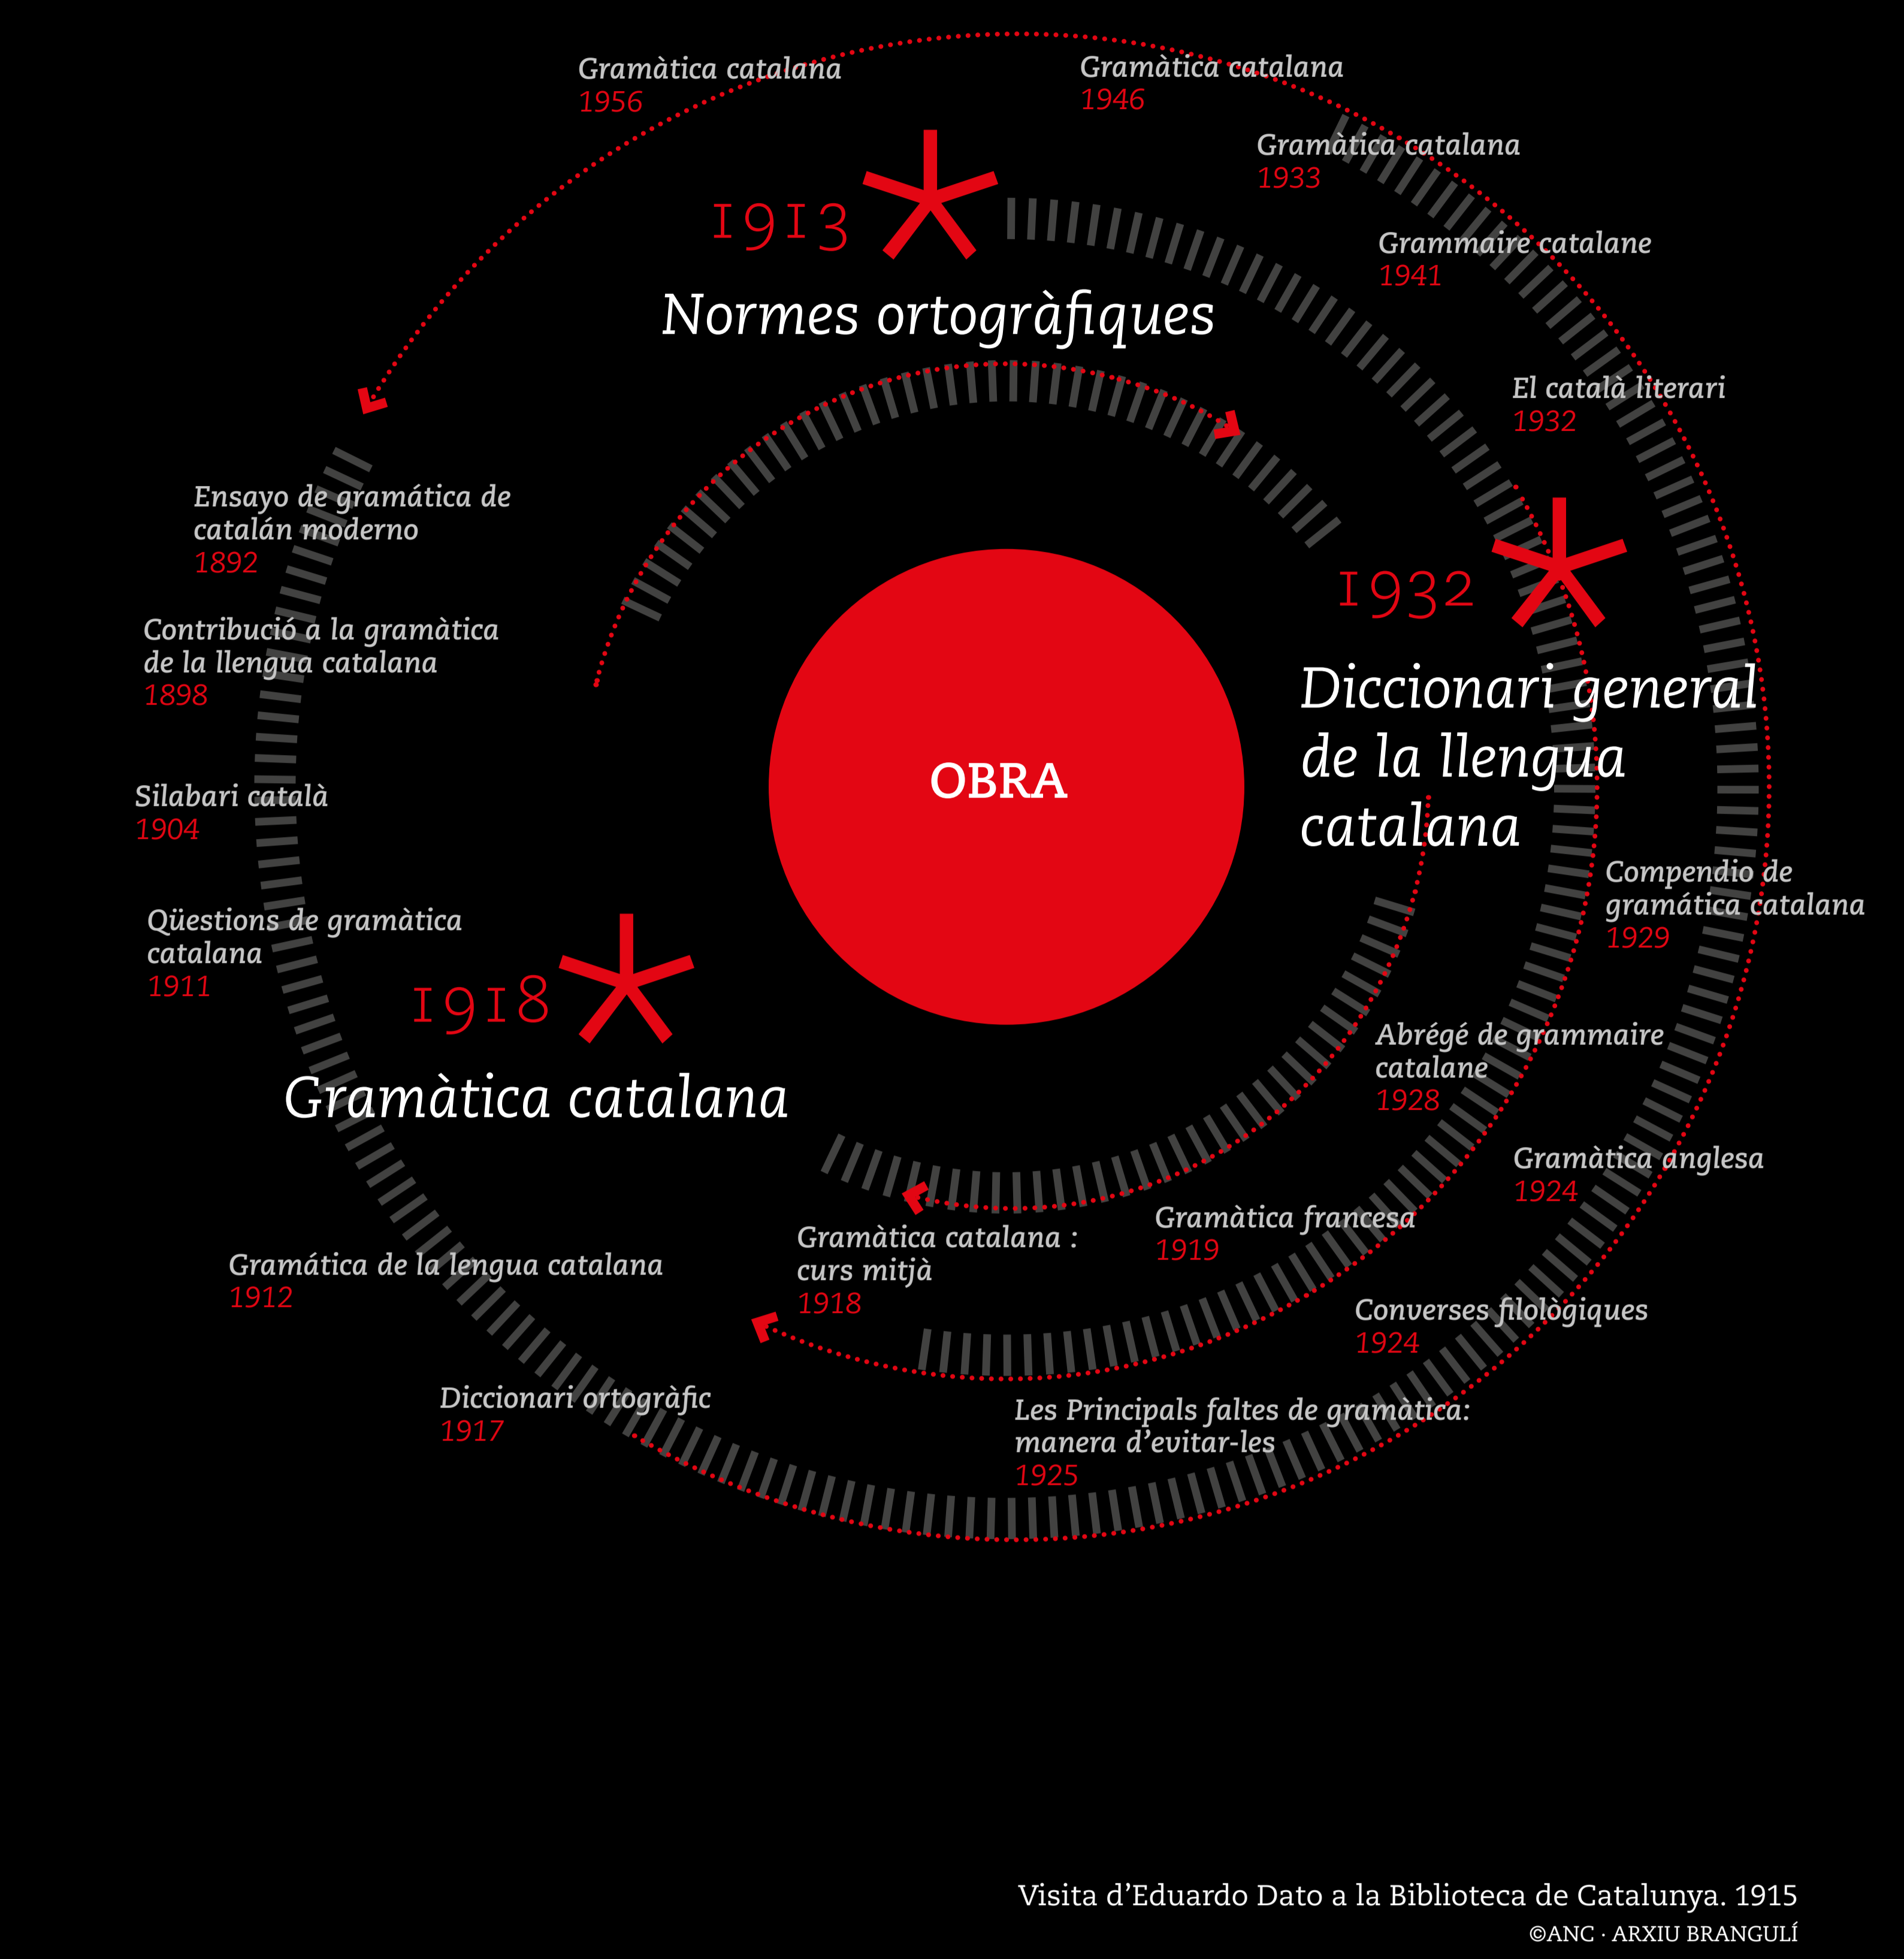 Gramàtica catalana
1956
Gramàtica catalana
1946
Gramàtica catalana
1933
Grammaire catalane
1941
El català literari
1932
1913
Normes ortogràfiques
1932
Diccionari general
de la llengua
catalana
Ensayo de gramática de
catalán moderno
1892
Contribució a la gramàtica
de la llengua catalana
1898
Silabari català
1904
Qüestions de gramàtica
catalana
1911
OBRA
1918
Gramàtica catalana
Compendio de
gramática catalana
1929
Abrégé de grammaire
catalane
1928
Gramàtica anglesa
1924
Gramàtica francesa
1919
Gramàtica catalana :
curs mitjà
1918
Gramática de la lengua catalana
1912
Converses filològiques
1924
Diccionari ortogràfic
1917
Les Principals faltes de gramàtica:
manera d’evitar-les
1925
Visita d’Eduardo Dato a la Biblioteca de Catalunya. 1915
©ANC · ARXIU BRANGULÍ